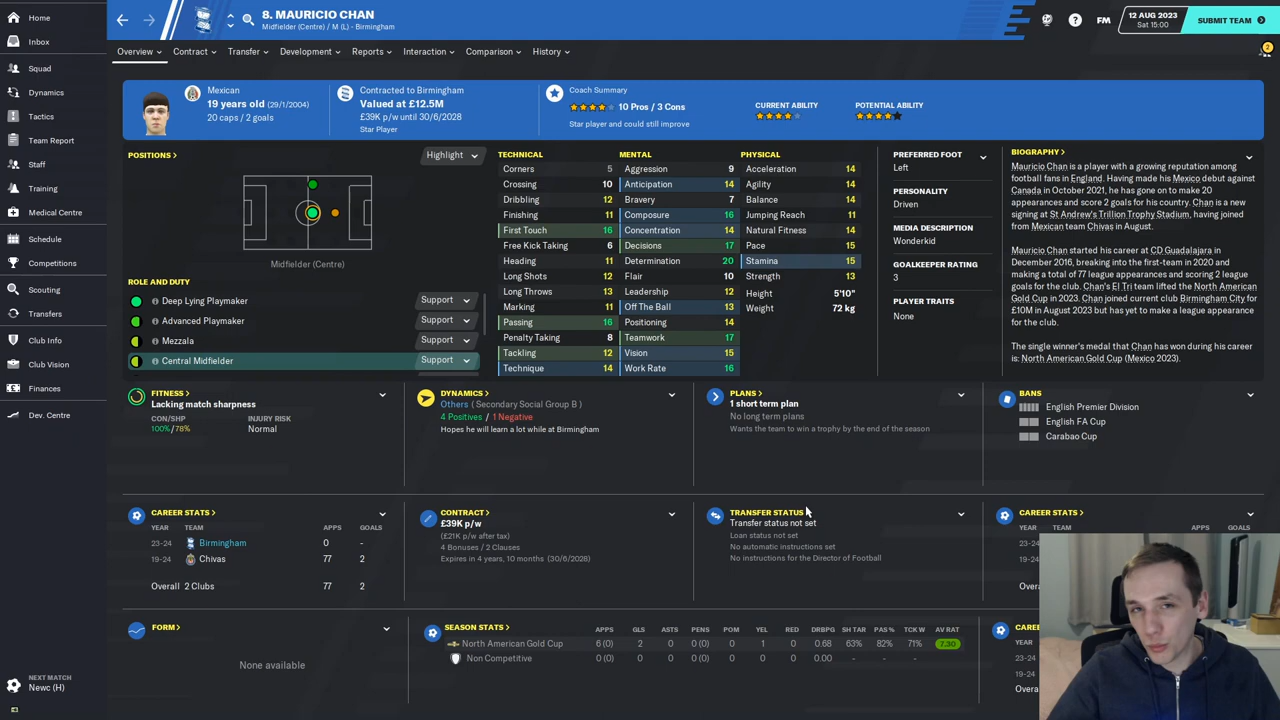 Home
Inbox
Squad
Dynamics
Tactics
Team Report
Staff
Training
Medical Centre
Schedule
Competitions
Scouting
Transfers
Club Info
Club Vision
Finances
Dev. Centre
NEXT MATCH
Newc (H)
8. MAURICIO CHAN
Midfielder (Centre) / M (L) - Birmingham
FM
12 AUG 2023
Sat 15:00
SUBMIT TEAM
2
Overview
Contract
Transfer
Development
Reports
Interaction
Comparison
History
Mexican
19 years old (29/1/2004)
20 caps / 2 goals
Contracted to Birmingham
Valued at £12.5M
£39K p/w until 30/6/2028
Star Player
Coach Summary
10 Pros / 3 Cons
Star player and could still improve
CURRENT ABILITY
POTENTIAL ABILITY
POSITIONS >
Highlight
Midfielder (Centre)
ROLE AND DUTY
Deep Lying Playmaker Support
Advanced Playmaker Support
Mezzala Support
Central Midfielder Support
TECHNICAL
Corners 5
Crossing 10
Dribbling 12
Finishing 11
First Touch 16
Free Kick Taking 6
Heading 11
Long Shots 12
Long Throws 13
Marking 11
Passing 16
Penalty Taking 8
Tackling 12
Technique 14
MENTAL
Aggression 9
Anticipation 14
Bravery 7
Composure 16
Concentration 14
Decisions 17
Determination 20
Flair 10
Leadership 12
Off The Ball 13
Positioning 14
Teamwork 17
Vision 15
Work Rate 16
PHYSICAL
Acceleration 14
Agility 14
Balance 14
Jumping Reach 11
Natural Fitness 14
Pace 15
Stamina 15
Strength 13
Height 5'10"
Weight 72 kg
PREFERRED FOOT
Left
PERSONALITY
Driven
MEDIA DESCRIPTION
Wonderkid
GOALKEEPER RATING
3
PLAYER TRAITS
None
BIOGRAPHY >
Mauricio Chan is a player with a growing reputation among
football fans in England. Having made his Mexico debut against
Canada in October 2021, he has gone on to make 20
appearances and score 2 goals for his country. Chan is a new
signing at St Andrew's Trillion Trophy Stadium, having joined
from Mexican team Chivas in August.
Mauricio Chan started his career at CD Guadalajara in
December 2016, breaking into the first-team in 2020 and
making a total of 77 league appearances and scoring 2 league
goals for the club. Chan's El Tri team lifted the North American
Gold Cup in 2023. Chan joined current club Birmingham City for
£10M in August 2023 but has yet to make a league appearance
for the club.
The single winner's medal that Chan has won during his career
is: North American Gold Cup (Mexico 2023).
FITNESS >
Lacking match sharpness
CON/SHP
100%/78%
INJURY RISK
Normal
DYNAMICS >
Others ( Secondary Social Group B )
4 Positives / 1 Negative
Hopes he will learn a lot while at Birmingham
PLANS >
1 short term plan
No long term plans
Wants the team to win a trophy by the end of the season
BANS
English Premier Division
English FA Cup
Carabao Cup
CAREER STATS >
YEAR TEAM APPS GOALS
23-24 Birmingham 0 -
19-24 Chivas 77 2
Overall 2 Clubs 77 2
CONTRACT >
£39K p/w
(£21K p/w after tax)
4 Bonuses / 2 Clauses
Expires in 4 years, 10 months (30/6/2028)
TRANSFER STATUS
Transfer status not set
Loan status not set
No automatic instructions set
No instructions for the Director of Football
CAREER STATS >
YEAR TEAM APPS GOALS
23-24
19-24
FORM >
None available
SEASON STATS > APPS GLS ASTS PENS POM YEL RED DRBPG SH TAR PAS % TCK W AV RAT
North American Gold Cup 6 (0) 2 0 0 (0) 0 1 0 0.68 63% 82% 71% 7.30
Non Competitive 0 (0) 0 0 0 (0) 0 0 0 0.00 - - - -
YEAR
23-24
19-24